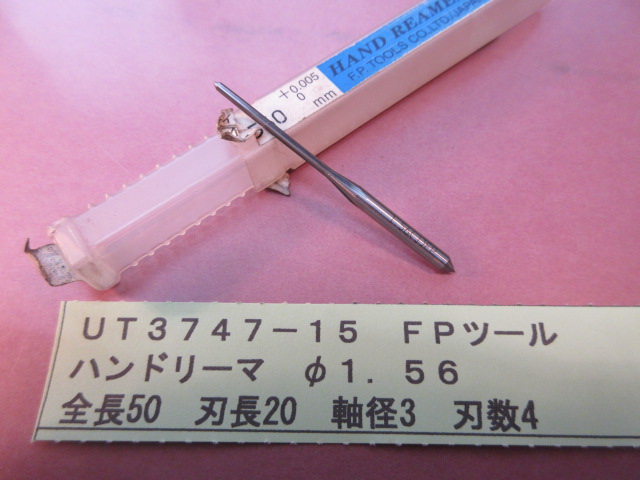 HAND REAME
F.P. TOOLS CO., LTD. JAPA
+0.005
0
0 mm
UT3747-15 FPツール
ハンドリーマ φ1.56
全長50 刃長20 軸径3 刃数4